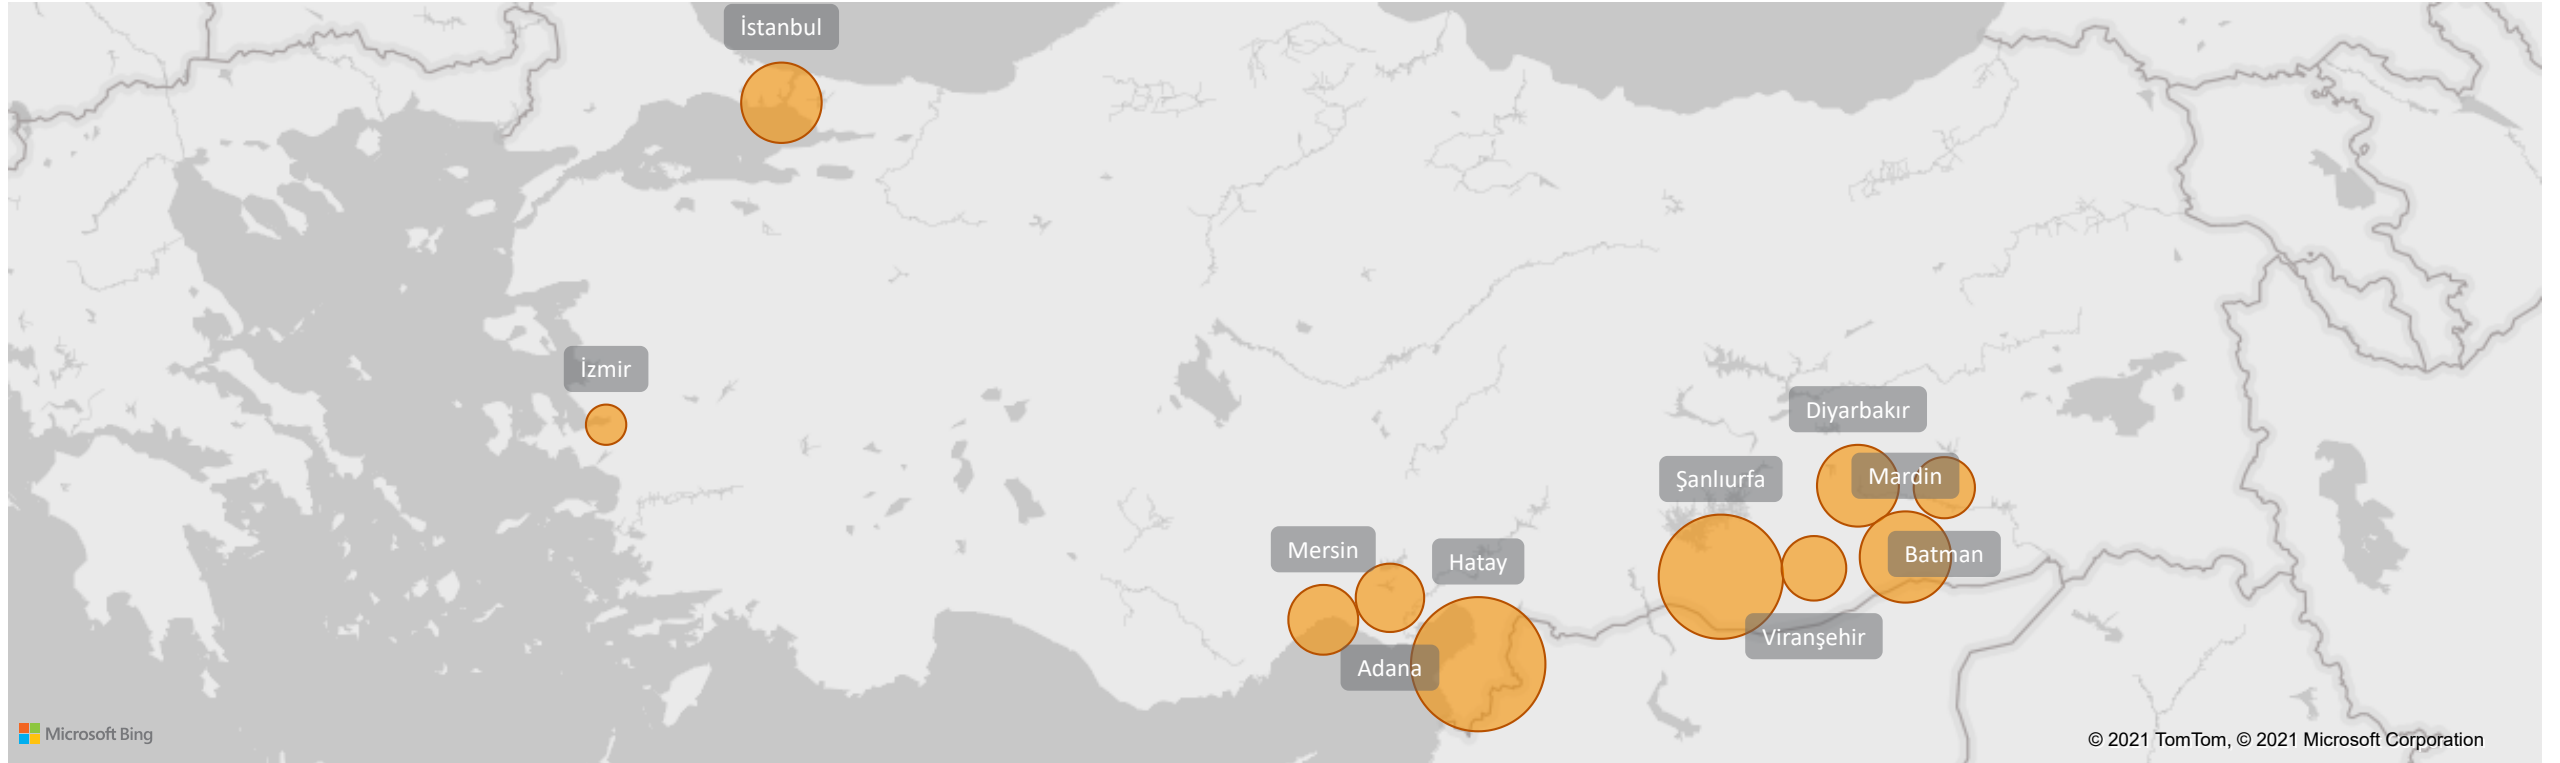 İstanbul
İzmir
Diyarbakır
Mardin
Şanlıurfa
Mersin
Hatay
Batman
Viranşehir
Adana
Microsoft Bing
© 2021 TomTom, © 2021 Microsoft Corporation